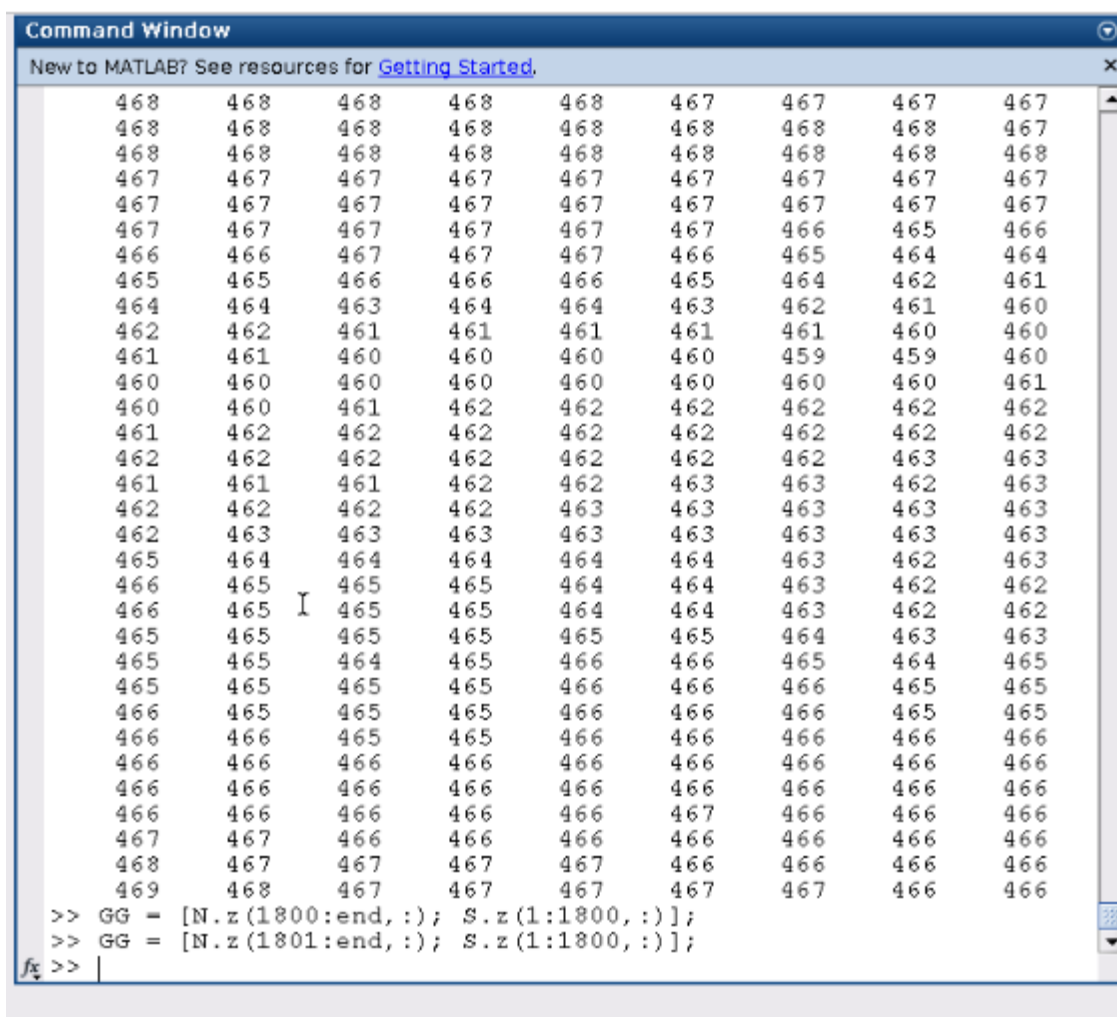 Command Window
New to MATLAB? See resources for Getting Started.
468 468 468 468 468 467 467 467 467
468 468 468 468 468 468 468 468 467
468 468 468 468 468 468 468 468 468
467 467 467 467 467 467 467 467 467
467 467 467 467 467 467 467 467 467
467 467 467 467 467 467 466 465 466
466 466 467 467 467 466 465 464 464
465 465 466 466 466 465 464 462 461
464 464 463 464 464 463 462 461 460
462 462 461 461 461 461 461 460 460
461 461 460 460 460 460 459 459 460
460 460 460 460 460 460 460 460 461
460 460 461 462 462 462 462 462 462
461 462 462 462 462 462 462 462 462
462 462 462 462 462 462 462 463 463
461 461 461 462 462 463 463 462 463
462 462 462 462 463 463 463 463 463
462 463 463 463 463 463 463 463 463
465 464 464 464 464 464 463 462 463
466 465 465 465 464 464 463 462 462
466 465 465 465 464 464 463 462 462
465 465 465 465 465 465 464 463 463
465 465 464 465 466 466 465 464 465
465 465 465 465 466 466 466 465 465
466 465 465 465 466 466 466 465 465
466 466 465 465 466 466 466 466 466
466 466 466 466 466 466 466 466 466
466 466 466 466 466 466 466 466 466
466 466 466 466 466 467 466 466 466
467 467 466 466 466 466 466 466 466
468 467 467 467 467 466 466 466 466
469 468 467 467 467 467 467 466 466
>> GG = [N.z(1800:end,:); S.z(1:1800,:)];
>> GG = [N.z(1801:end,:); S.z(1:1800,:)];
fx >>